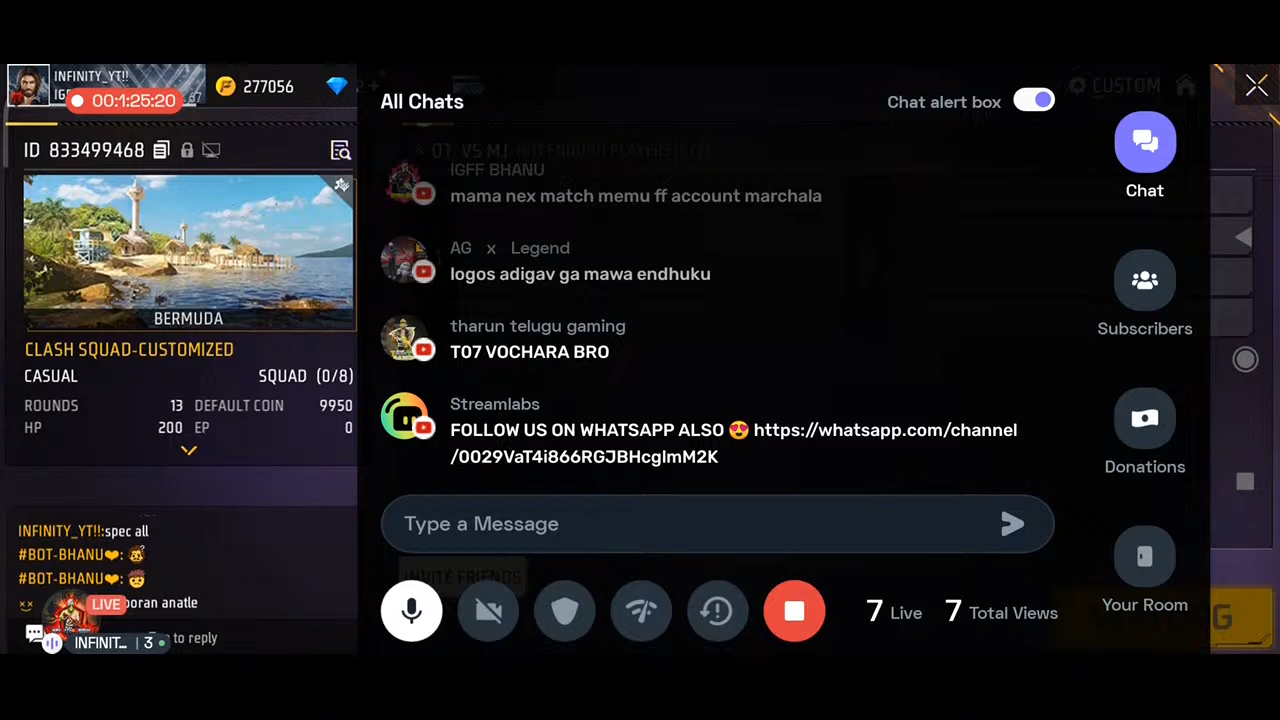 INFINITY_YT!!
00:1:25:20
277056
CUSTOM
ID 833499468
BERMUDA
CLASH SQUAD-CUSTOMIZED
CASUAL SQUAD (0/8)
ROUNDS 13 DEFAULT COIN 9950
HP 200 EP 0
INFINITY_YT!!:spec all
#BOT-BHANU❤:
#BOT-BHANU❤:
poran anatle
LIVE
to reply
INFINIT... | 3
All Chats
Chat alert box
IGFF BHANU
mama nex match memu ff account marchala
AG x Legend
logos adigav ga mawa endhuku
tharun telugu gaming
T07 VOCHARA BRO
Streamlabs
FOLLOW US ON WHATSAPP ALSO 😍 https://whatsapp.com/channel
/0029VaT4i866RGJBHcgImM2K
Type a Message
INVITE FRIENDS
7 Live 7 Total Views
Chat
Subscribers
Donations
Your Room